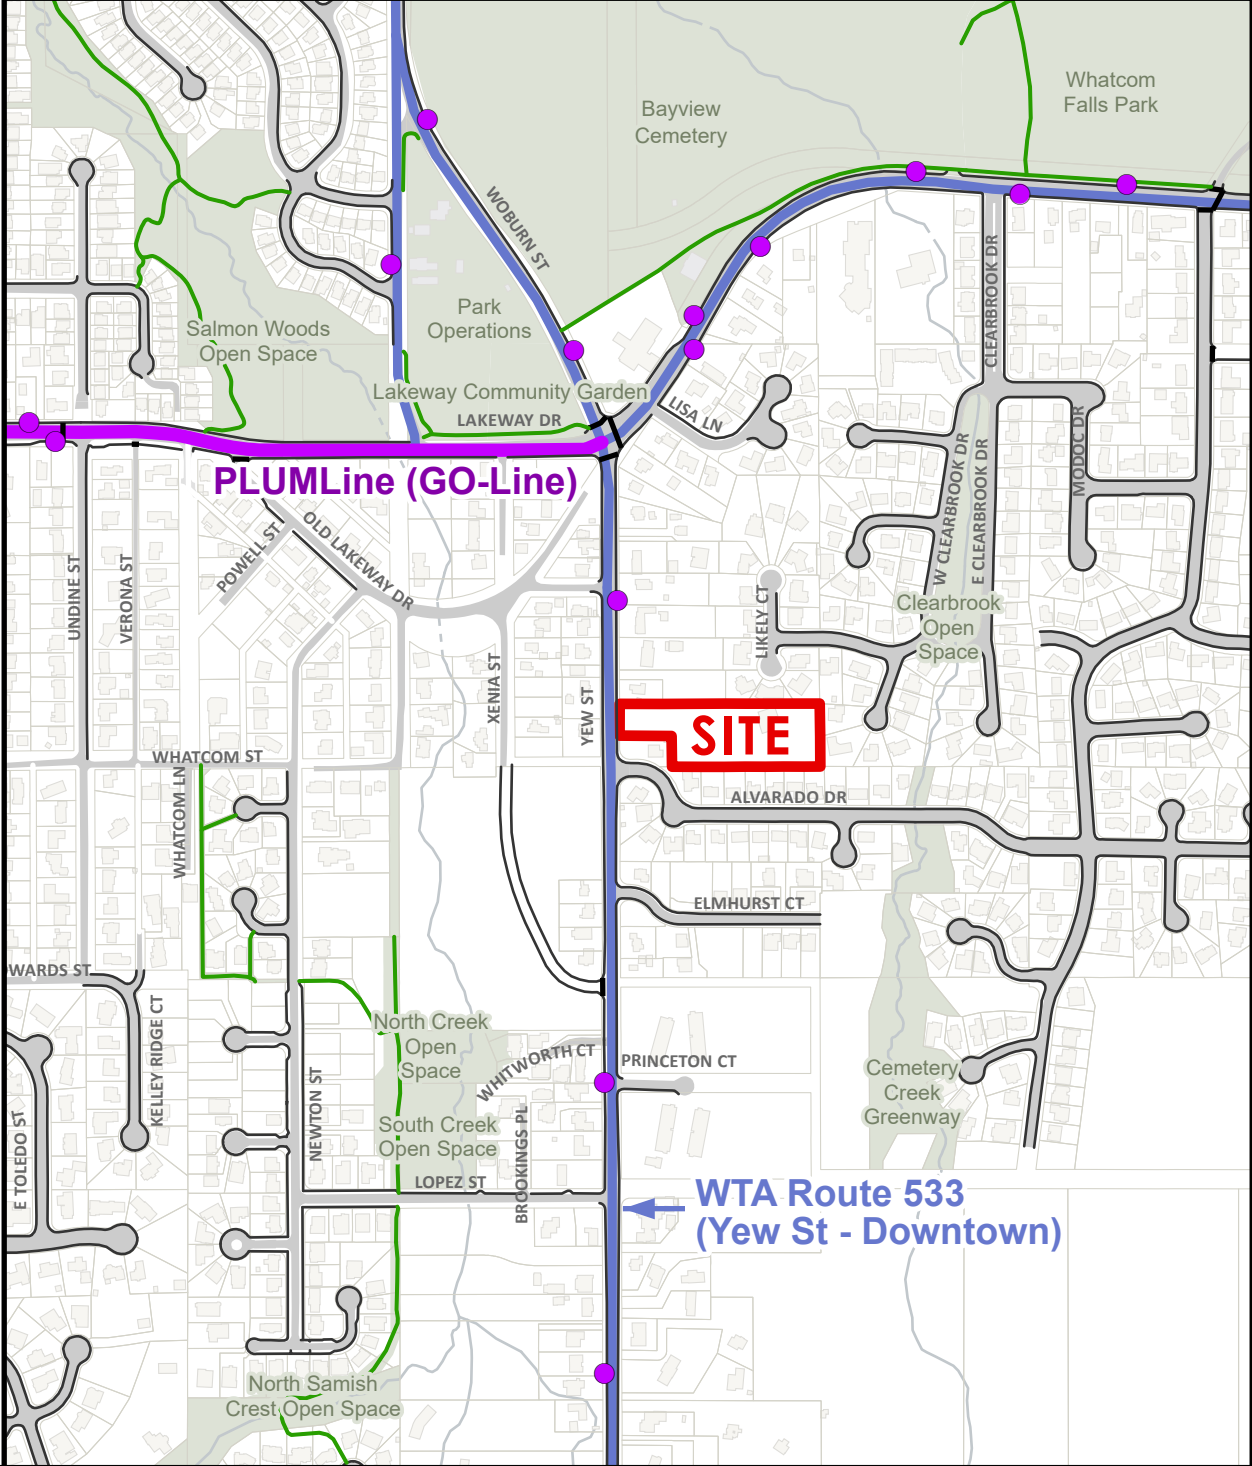 Whatcom
Falls Park
Bayview
Cemetery
WOBURN ST
CLEARBROOK DR
Park
Operations
Salmon Woods
Open Space
Lakeway Community Garden
LAKEWAY DR
LISA LN
MODOC DR
PLUMLine (GO-Line)
W CLEARBROOK DR
E CLEARBROOK DR
OLD LAKEWAY DR
POWELL ST
UNDINE ST
VERONA ST
LIKELY CT
Clearbrook
Open
Space
XENIA ST
YEW ST
SITE
WHATCOM ST
WHATCOM LN
ALVARADO DR
ELMHURST CT
WARDS ST
KELLEY RIDGE CT
North Creek
Open
Space
WHITWORTH CT
PRINCETON CT
Cemetery
Creek
Greenway
NEWTON ST
E TOLEDO ST
South Creek
Open Space
BROOKINGS PL
LOPEZ ST
WTA Route 533
(Yew St - Downtown)
North Samish
Crest Open Space